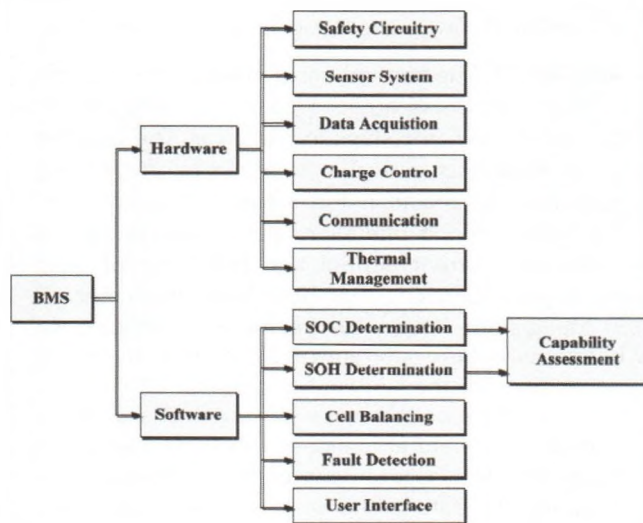 Safety Circuitry
Sensor System
Data Acquistion
Hardware
Charge Control
Communication
Thermal
Management
BMS
SOC Determination
Capability
Assessment
SOH Determination
Software
Cell Balancing
Fault Detection
User Interface